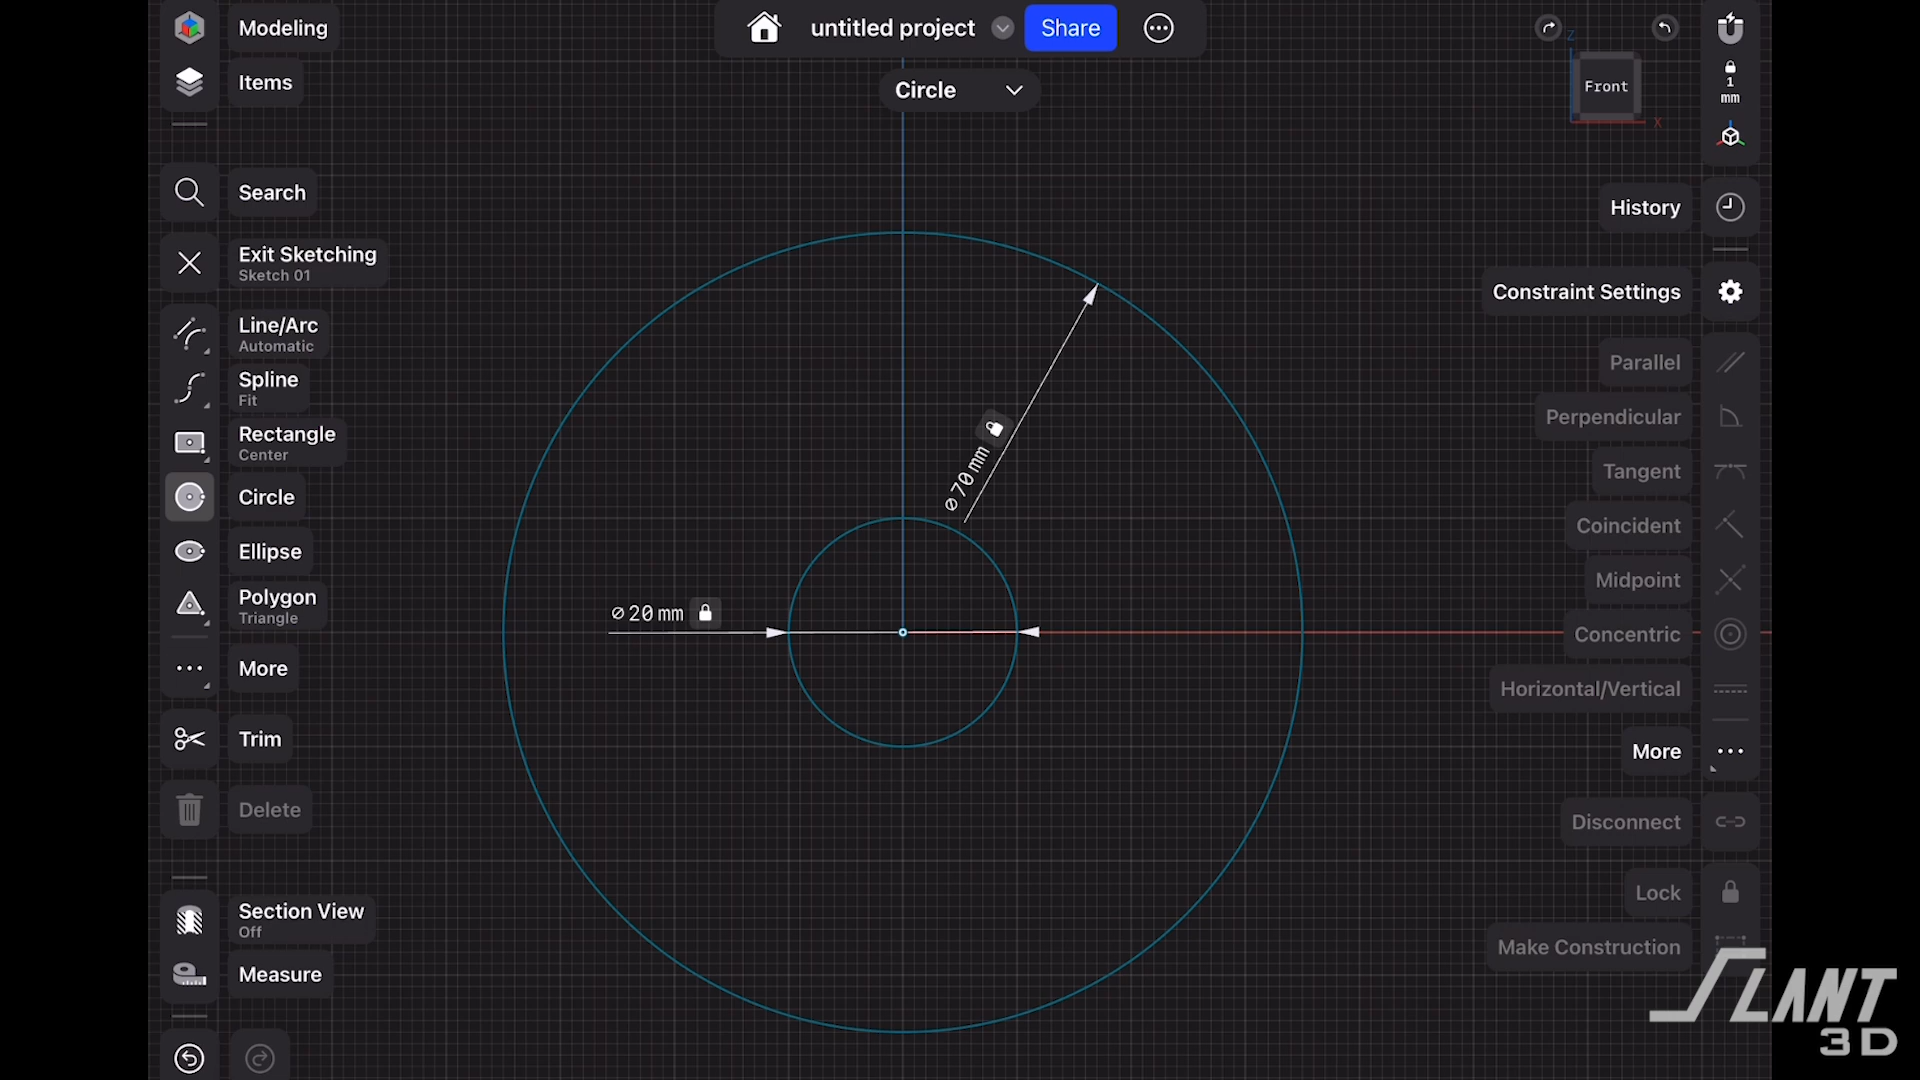 Modeling
untitled project
Share
Items
Circle
Front
Z
X
1
mm
Search
History
Exit Sketching
Sketch 01
Constraint Settings
Line/Arc
Automatic
Parallel
Spline
Fit
Perpendicular
Rectangle
Center
Tangent
Circle
⌀70 mm
Coincident
Ellipse
Midpoint
Polygon
Triangle
⌀20 mm
Concentric
More
Horizontal/Vertical
Trim
More
Delete
Disconnect
Lock
Section View
Off
Make Construction
Measure
SLANT
3D